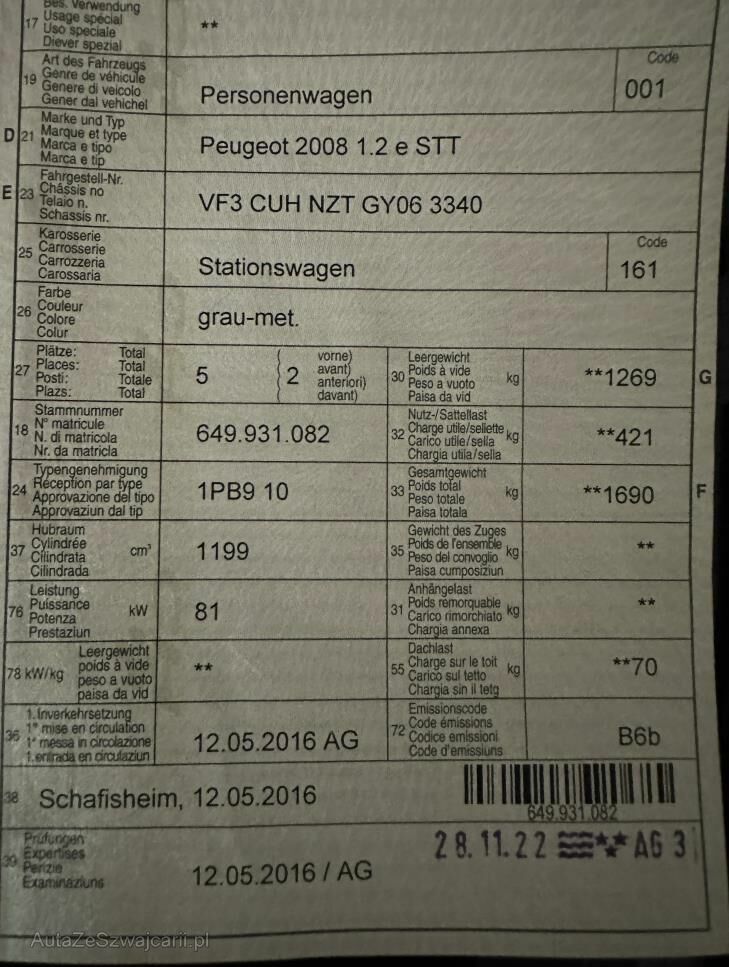 Bes. Verwendung
17 Usage spécial
Uso speciale
Diever spezial
**
Art des Fahrzeugs
19 Genre de véhicule
Genere di veicolo
Gener dal vehichel
Personenwagen
Code
001
Marke und Typ
D 21 Marque et type
Marca e tipo
Marca e tip
Peugeot 2008 1.2 e STT
Fahrgestell-Nr.
E 23 Châssis no
Telaio n.
Schassis nr.
VF3 CUH NZT GY06 3340
Karosserie
25 Carrosserie
Carrozzeria
Carossaria
Stationswagen
Code
161
Farbe
26 Couleur
Colore
Colur
grau-met.
Plätze: Total
27 Places: Total
Posti: Totale
Plazs: Total
5
2
vorne)
avant)
anteriori)
davant)
Leergewicht
30 Poids à vide kg
Peso a vuoto
Paisa da vid
**1269
G
Stammnummer
18 N° matricule
N. di matricola
Nr. da matricla
649.931.082
Nutz-/Sattellast
32 Charge utile/sellette kg
Carico utile/sella
Chargia utila/sella
**421
Typengenehmigung
24 Réception par type
Approvazione del tipo
Approvaziun dal tip
1PB9 10
Gesamtgewicht
33 Poids total kg
Peso totale
Paisa totala
**1690
F
Hubraum
37 Cylindrée cm³
Cilindrata
Cilindrada
1199
Gewicht des Zuges
35 Poids de l'ensemble kg
Peso del convoglio
Paisa cumposiziun
**
Leistung
76 Puissance kW
Potenza
Prestaziun
81
Anhängelast
31 Poids remorquable kg
Carico rimorchiato
Chargia annexa
**
Leergewicht
78 kW/kg poids à vide
peso a vuoto
paisa da vid
**
Dachlast
55 Charge sur le toit kg
Carico sul tetto
Chargia sin il tetg
**70
1.Inverkehrsetzung
36 1e mise en circulation
1a messa in circolazione
1.entrada en circulaziun
12.05.2016 AG
Emissionscode
72 Code émissions
Codice emissioni
Code d'emissiuns
B6b
38 Schafisheim, 12.05.2016
649.931.082
Prüfungen
39 Expertises
Perizie
Examinaziuns
12.05.2016 / AG
28.11.22 ** AG 3
AutaZeSzwajcarii.pl